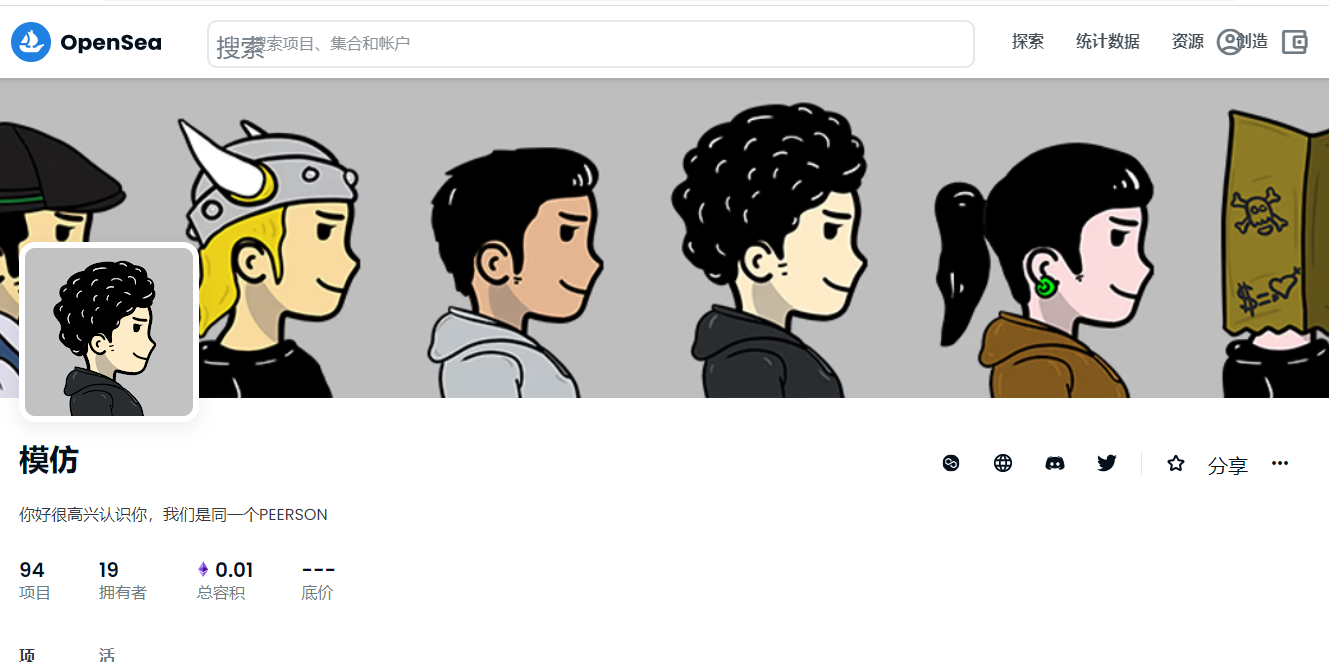 OpenSea
搜索 搜索项目、集合和帐户
探索 统计数据 资源 创造
$=
模仿
分享
你好很高兴认识你，我们是同一个PEERSON
94 19 0.01 ---
项目 拥有者 总容积 底价
项 活